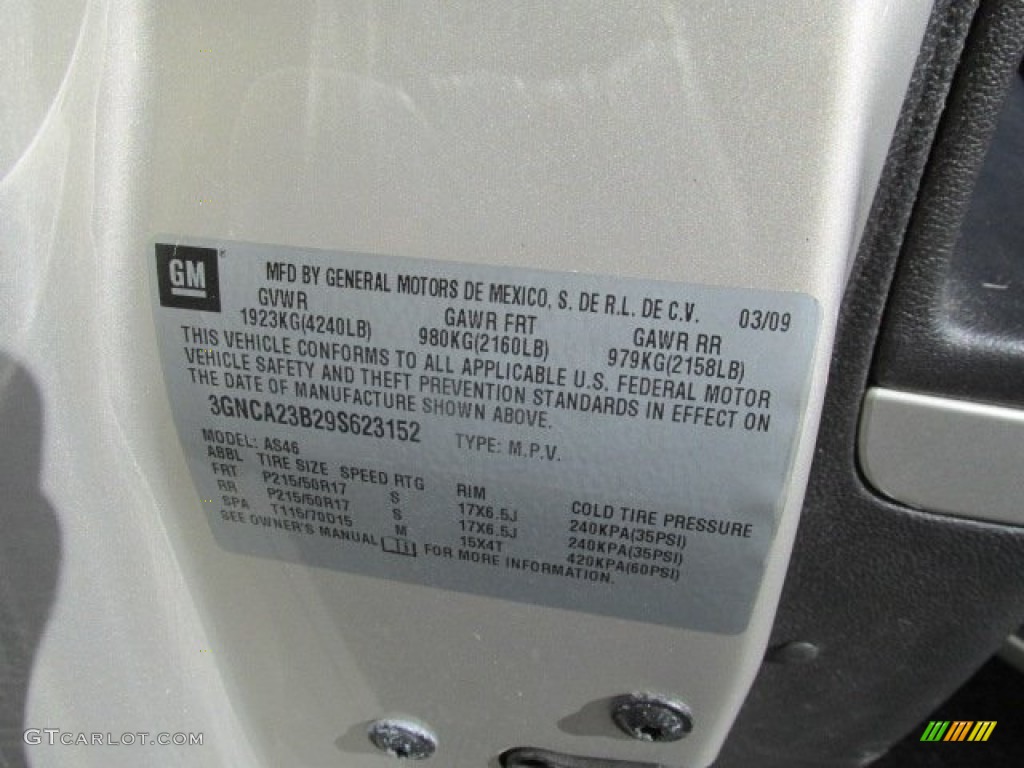 GM
MFD BY GENERAL MOTORS DE MEXICO, S. DE R.L. DE C.V. 03/09
GVWR GAWR FRT GAWR RR
1923KG(4240LB) 980KG(2160LB) 979KG(2158LB)
THIS VEHICLE CONFORMS TO ALL APPLICABLE U.S. FEDERAL MOTOR
VEHICLE SAFETY AND THEFT PREVENTION STANDARDS IN EFFECT ON
THE DATE OF MANUFACTURE SHOWN ABOVE.
3GNCA23B29S623152 TYPE: M.P.V.
MODEL: AS46
ABBL TIRE SIZE SPEED RTG RIM COLD TIRE PRESSURE
FRT P215/50R17 S 17X6.5J 240KPA(35PSI)
RR P215/50R17 S 17X6.5J 240KPA(35PSI)
SPA T115/70D15 M 15X4T 420KPA(60PSI)
SEE OWNER'S MANUAL FOR MORE INFORMATION.
GTCARLOT.COM